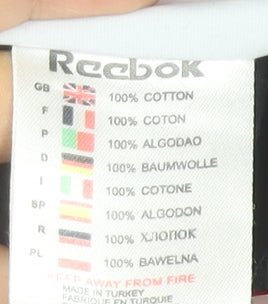 Reebok
GB 100% COTTON
F 100% COTON
P 100% ALGODAO
D 100% BAUMWOLLE
I 100% COTONE
SP 100% ALGODON
R 100% ХЛОПОК
PL 100% BAWELNA
KEEP AWAY FROM FIRE
MADE IN TURKEY
FABRIQUE EN TURQUIE